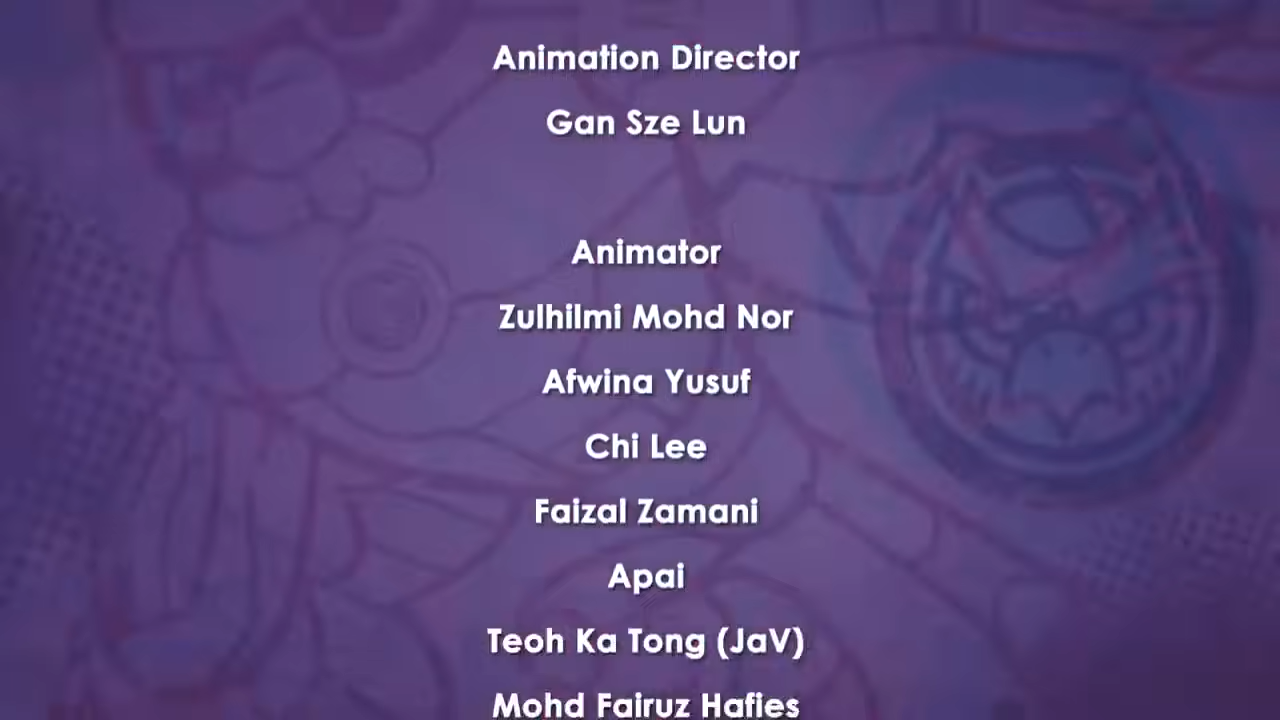 Animation Director
Gan Sze Lun
Animator
Zulhilmi Mohd Nor
Afwina Yusuf
Chi Lee
Faizal Zamani
Apai
Teoh Ka Tong (JaV)
Mohd Fairuz Hafies